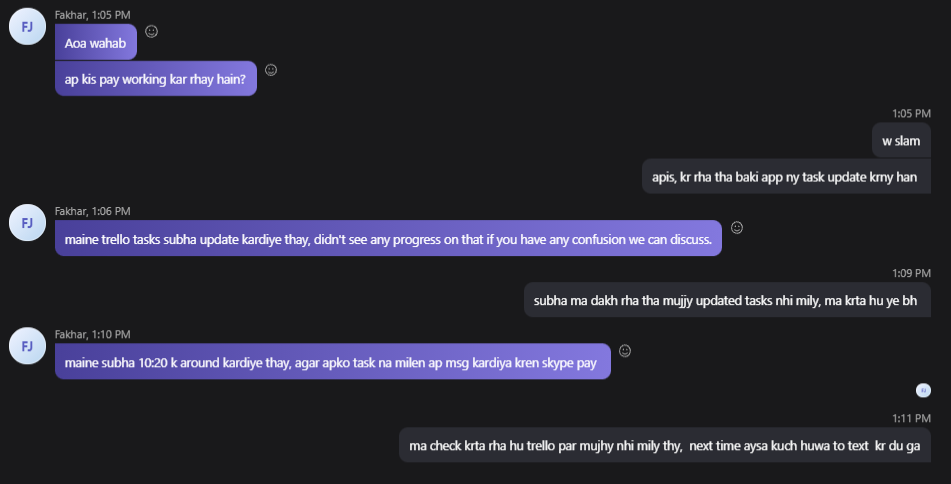 Fakhar, 1:05 PM
FJ
Aoa wahab
ap kis pay working kar rhay hain?
1:05 PM
w slam
apis, kr rha tha baki app ny task update krny han
Fakhar, 1:06 PM
FJ
maine trello tasks subha update kardiye thay, didn't see any progress on that if you have any confusion we can discuss.
1:09 PM
subha ma dakh rha tha mujjy updated tasks nhi mily, ma krta hu ye bh
Fakhar, 1:10 PM
FJ
maine subha 10:20 k around kardiye thay, agar apko task na milen ap msg kardiya kren skype pay
FJ
1:11 PM
ma check krta rha hu trello par mujhy nhi mily thy, next time aysa kuch huwa to text kr du ga